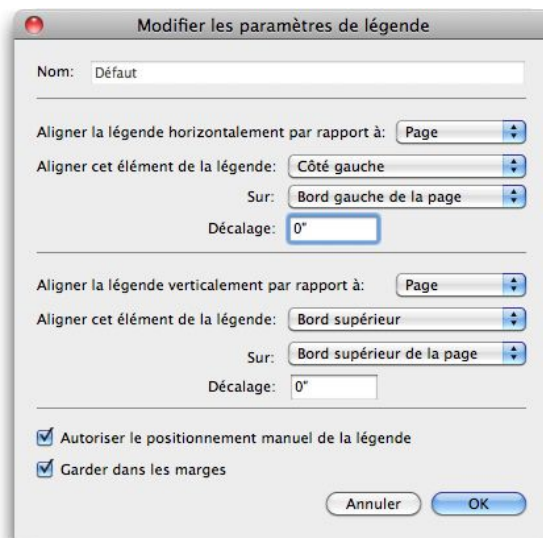 Modifier les paramètres de légende
Nom: Défaut
Aligner la légende horizontalement par rapport à: Page
Aligner cet élément de la légende: Côté gauche
Sur: Bord gauche de la page
Décalage: 0"
Aligner la légende verticalement par rapport à: Page
Aligner cet élément de la légende: Bord supérieur
Sur: Bord supérieur de la page
Décalage: 0"
Autoriser le positionnement manuel de la légende
Garder dans les marges
Annuler OK